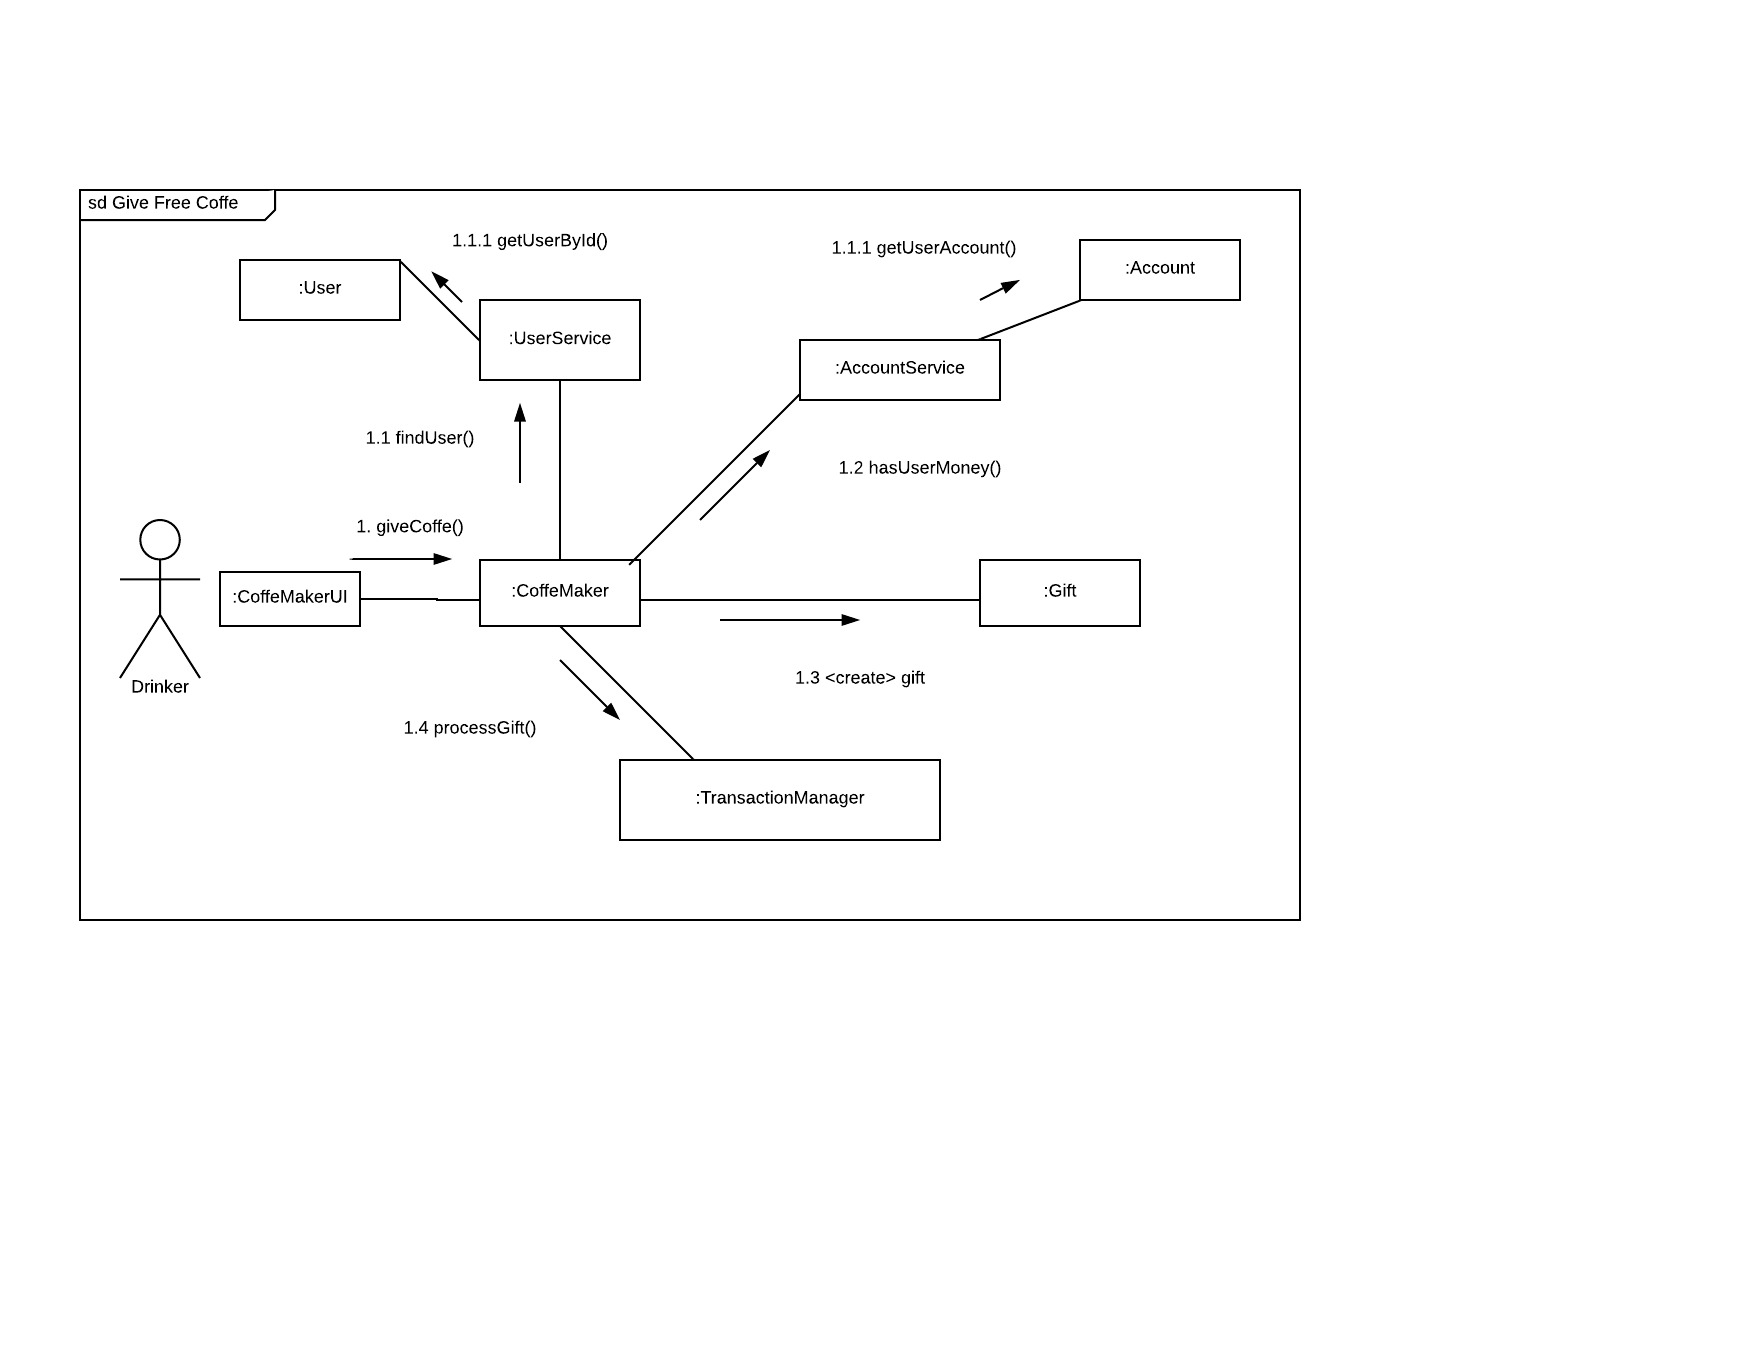 sd Give Free Coffe
1.1.1 getUserById()
1.1.1 getUserAccount()
:Account
:User
:UserService
:AccountService
1.1 findUser()
1.2 hasUserMoney()
1. giveCoffe()
:CoffeMakerUI
:CoffeMaker
:Gift
Drinker
1.3 <create> gift
1.4 processGift()
:TransactionManager